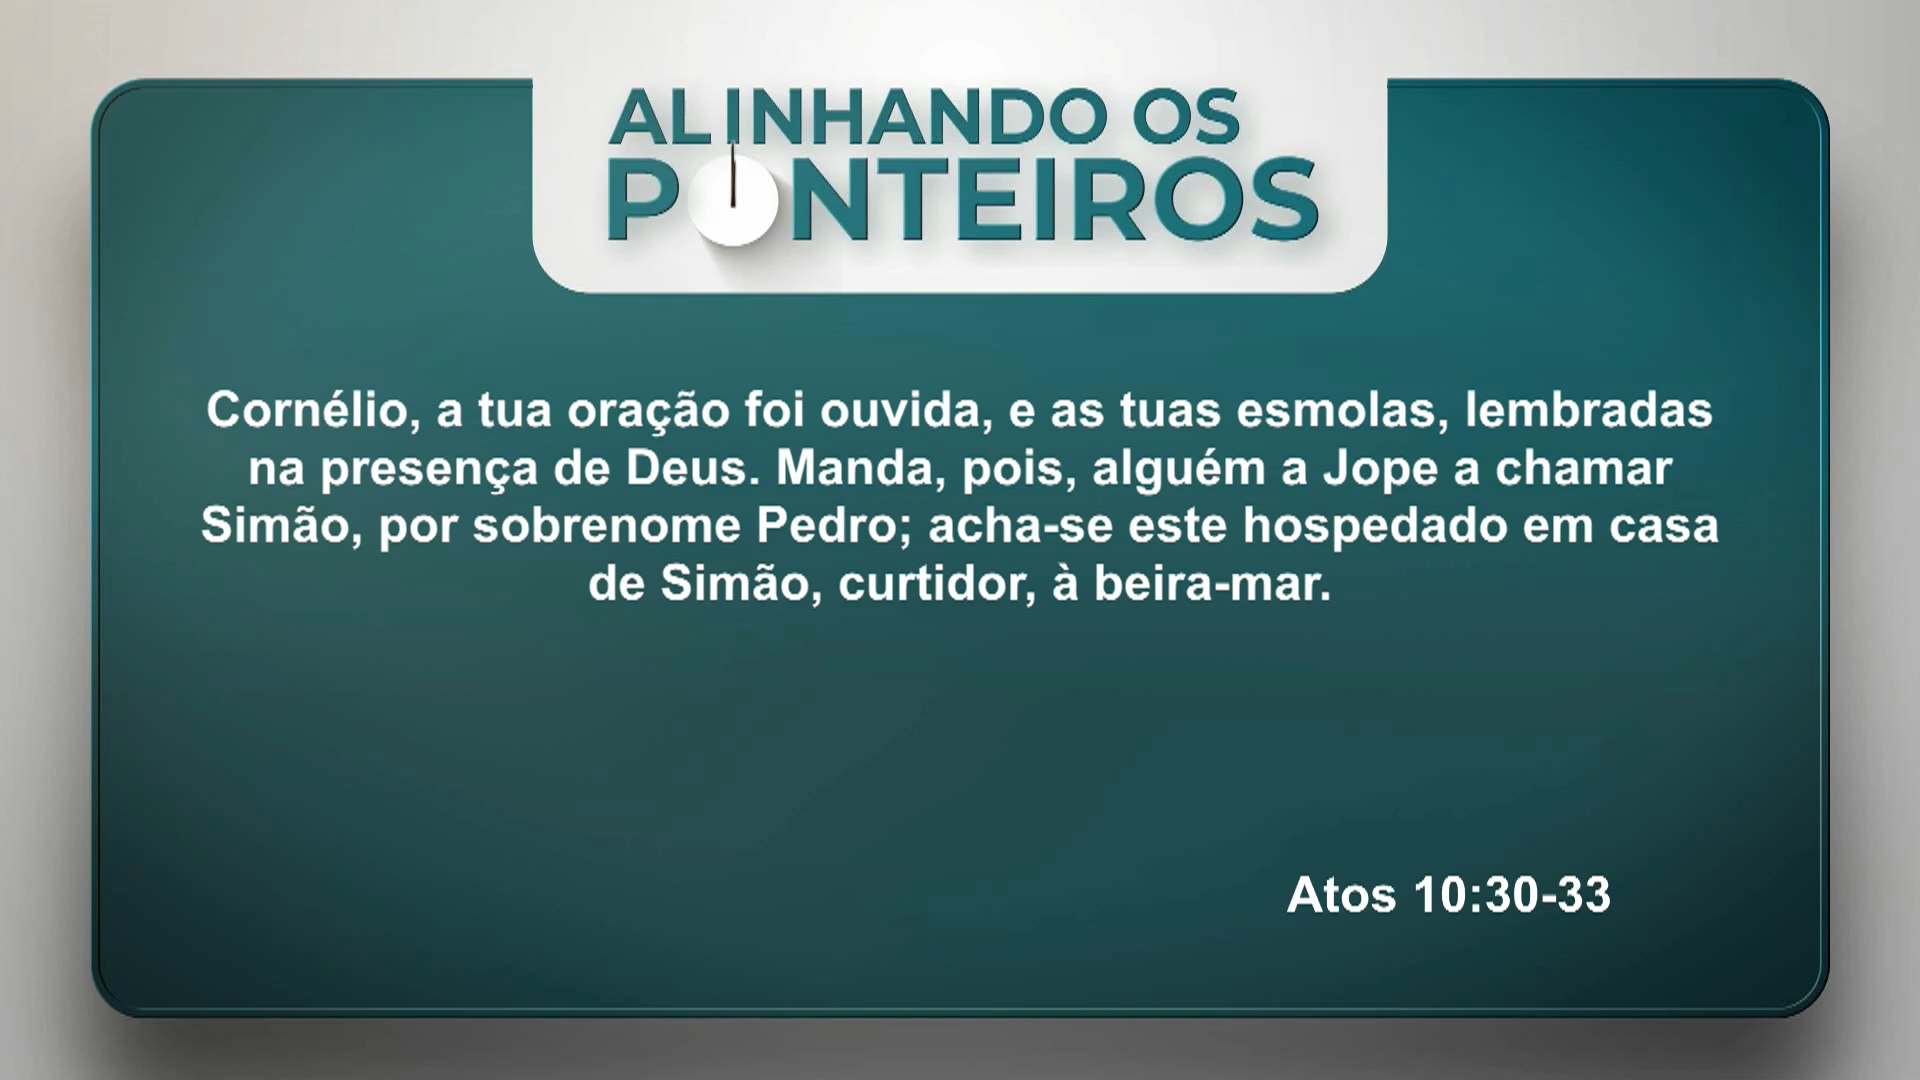 ALINHANDO OS
PONTEIROS
Cornélio, a tua oração foi ouvida, e as tuas esmolas, lembradas
na presença de Deus. Manda, pois, alguém a Jope a chamar
Simão, por sobrenome Pedro; acha-se este hospedado em casa
de Simão, curtidor, à beira-mar.
Atos 10:30-33